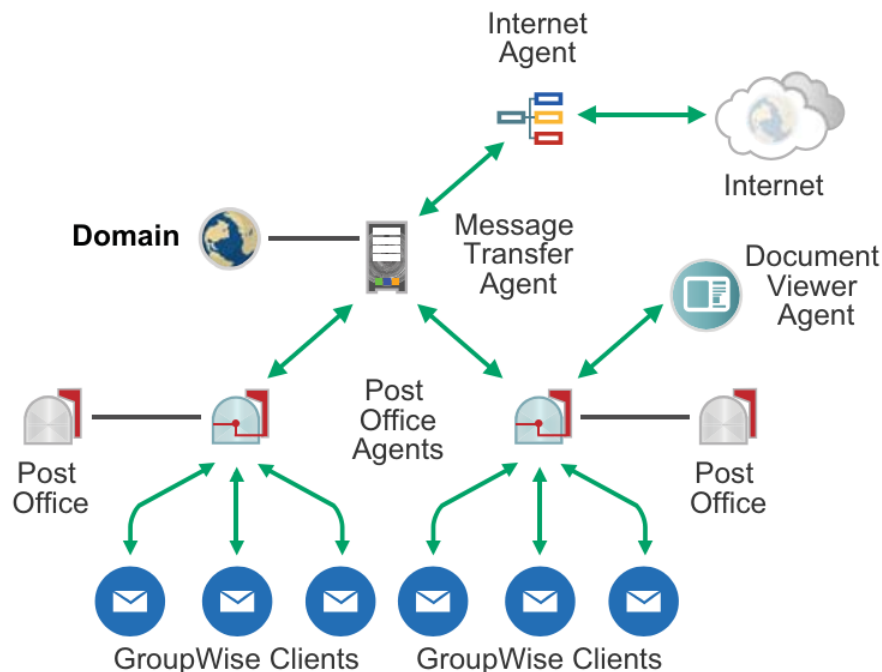 Internet
Agent
Internet
Domain
Message
Transfer
Agent
Document
Viewer
Agent
Post
Office
Agents
Post
Office
Post
Office
GroupWise Clients
GroupWise Clients